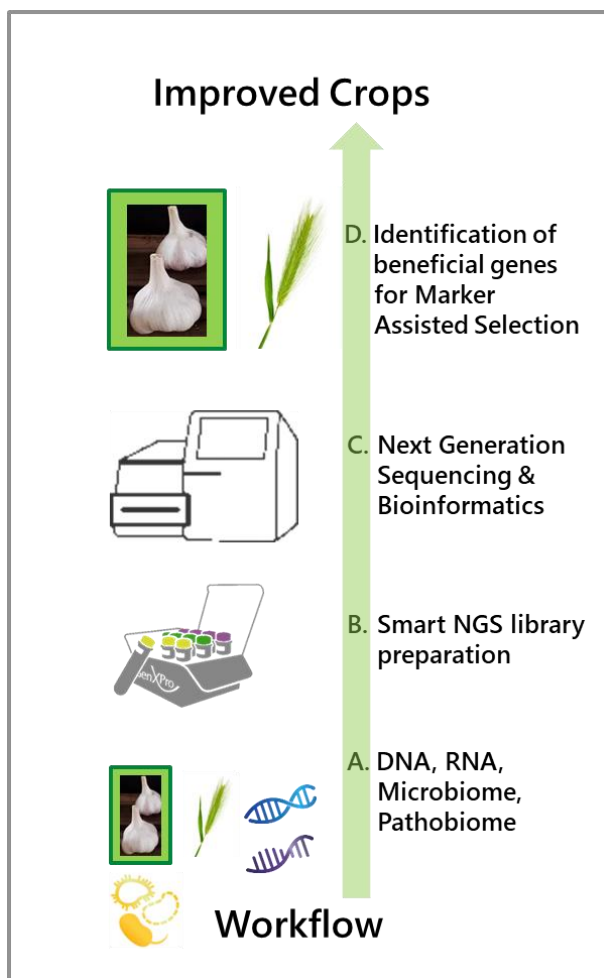 Improved Crops
D. Identification of
beneficial genes
for Marker
Assisted Selection
C. Next Generation
Sequencing &
Bioinformatics
B. Smart NGS library
preparation
enXPro
A. DNA, RNA,
Microbiome,
Pathobiome
Workflow